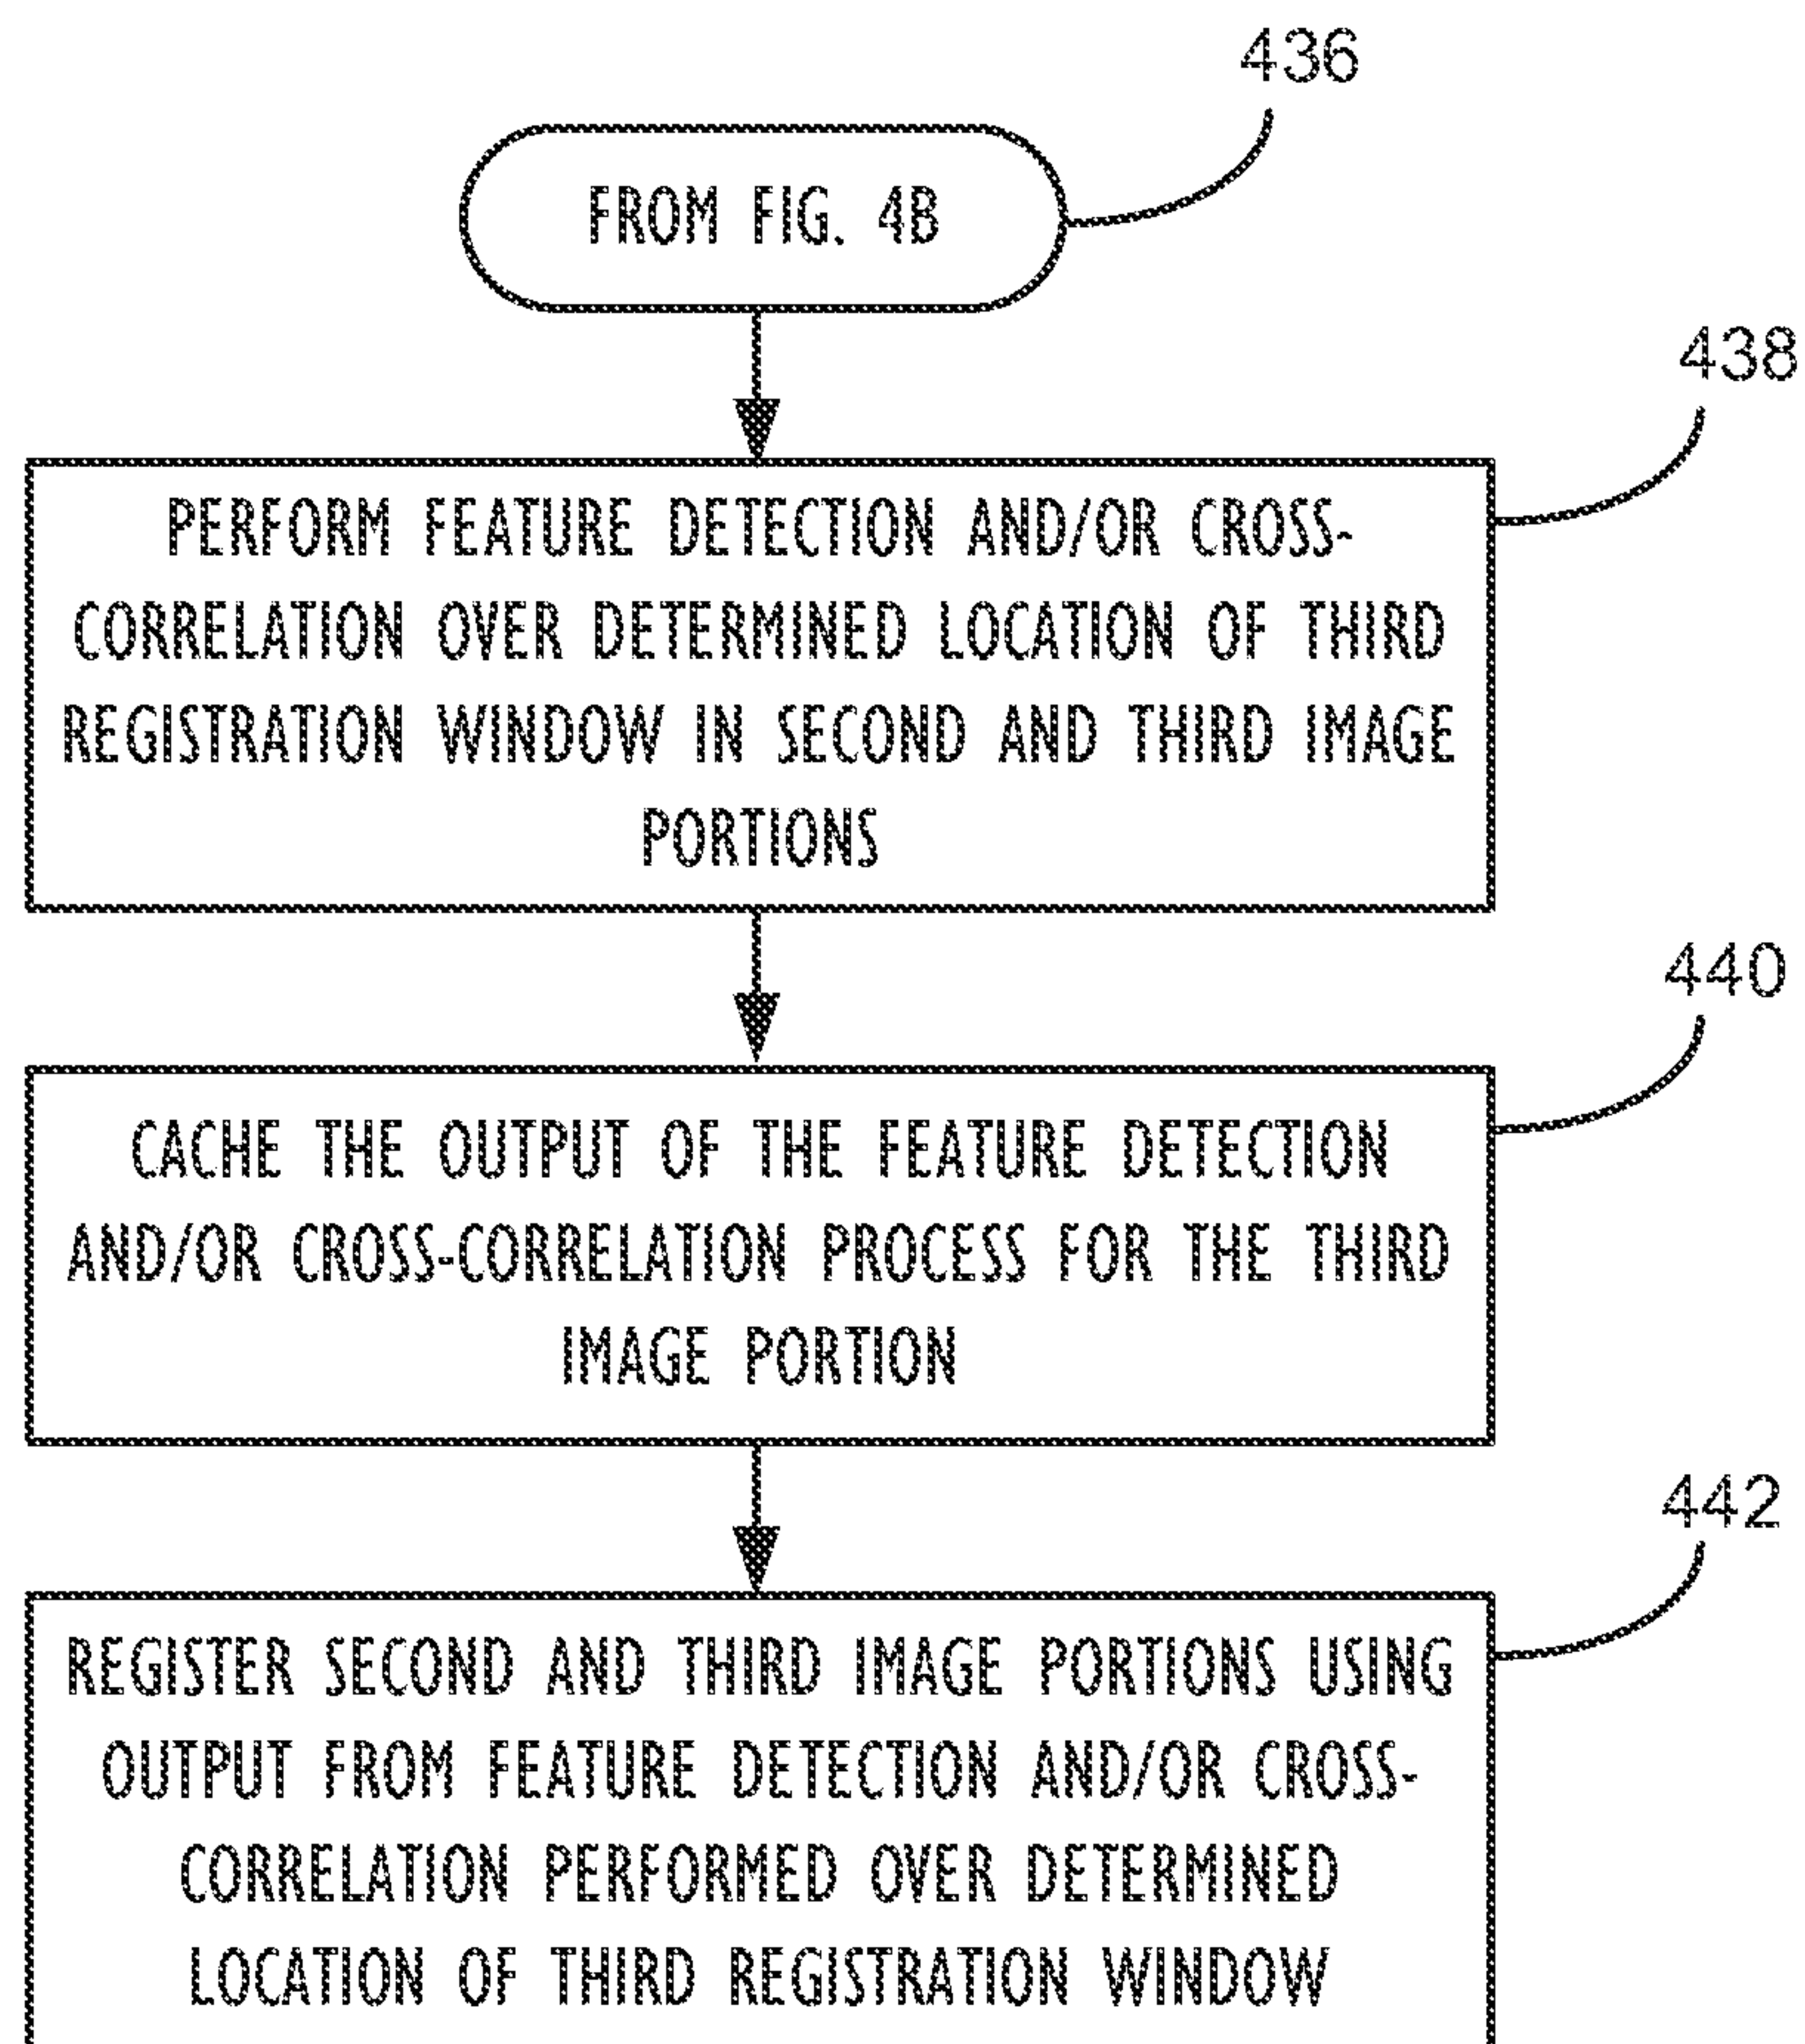 436
FROM FIG. 4B
438
PERFORM FEATURE DETECTION AND/OR CROSS-
CORRELATION OVER DETERMINED LOCATION OF THIRD
REGISTRATION WINDOW IN SECOND AND THIRD IMAGE
PORTIONS
440
CACHE THE OUTPUT OF THE FEATURE DETECTION
AND/OR CROSS-CORRELATION PROCESS FOR THE THIRD
IMAGE PORTION
442
REGISTER SECOND AND THIRD IMAGE PORTIONS USING
OUTPUT FROM FEATURE DETECTION AND/OR CROSS-
CORRELATION PERFORMED OVER DETERMINED
LOCATION OF THIRD REGISTRATION WINDOW